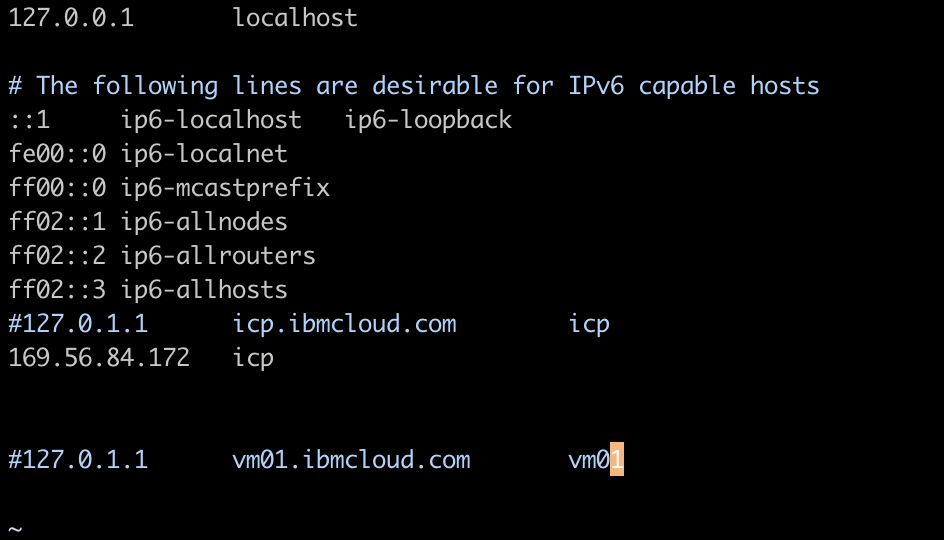 127.0.0.1       localhost
# The following lines are desirable for IPv6 capable hosts
::1     ip6-localhost   ip6-loopback
fe00::0 ip6-localnet
ff00::0 ip6-mcastprefix
ff02::1 ip6-allnodes
ff02::2 ip6-allrouters
ff02::3 ip6-allhosts
#127.0.1.1      icp.ibmcloud.com        icp
169.56.84.172   icp
#127.0.1.1      vm01.ibmcloud.com       vm01
~